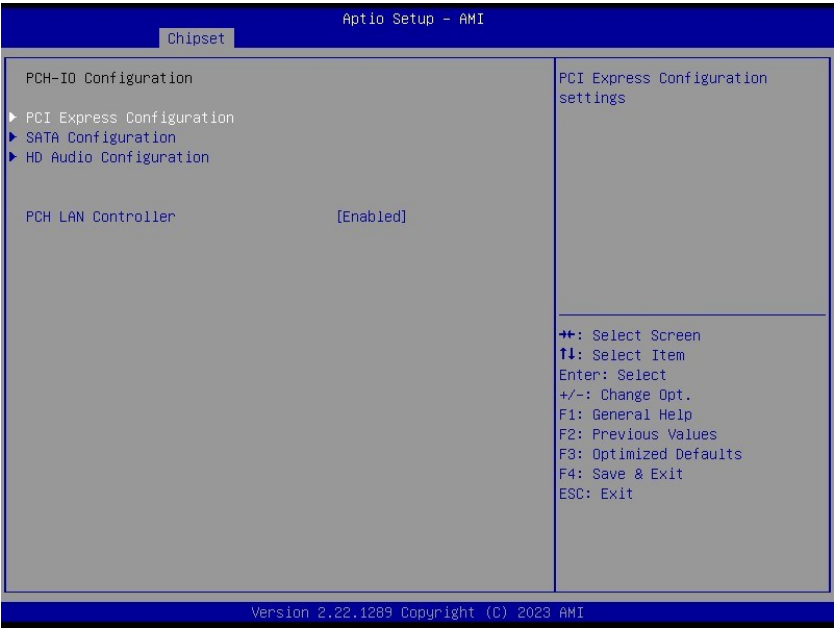 Aptio Setup – AMI
Chipset
PCH-IO Configuration
PCI Express Configuration
SATA Configuration
HD Audio Configuration
PCH LAN Controller [Enabled]
PCI Express Configuration
settings
→←: Select Screen
↑↓: Select Item
Enter: Select
+/-: Change Opt.
F1: General Help
F2: Previous Values
F3: Optimized Defaults
F4: Save & Exit
ESC: Exit
Version 2.22.1289 Copyright (C) 2023 AMI